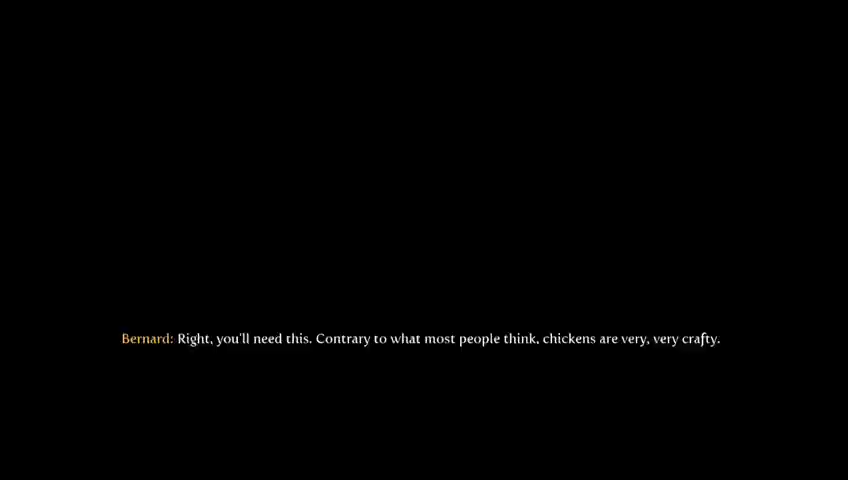 Bernard: Right, you'll need this. Contrary to what most people think, chickens are very, very crafty.